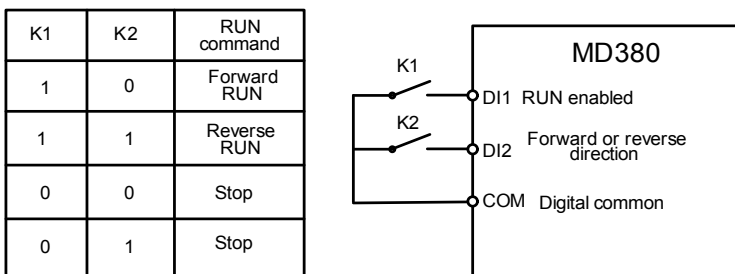 K1 K2 RUN
command
1 0 Forward
RUN
1 1 Reverse
RUN
0 0 Stop
0 1 Stop
MD380
K1
DI1 RUN enabled
K2
DI2 Forward or reverse
direction
COM Digital common